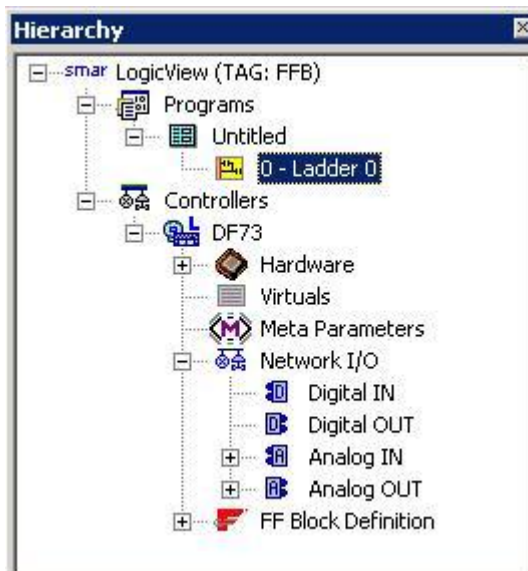 Hierarchy
smar LogicView (TAG: FFB)
Programs
Untitled
0 - Ladder 0
Controllers
DF73
Hardware
Virtuals
M Meta Parameters
Network I/O
D Digital IN
D Digital OUT
A Analog IN
A Analog OUT
FF Block Definition